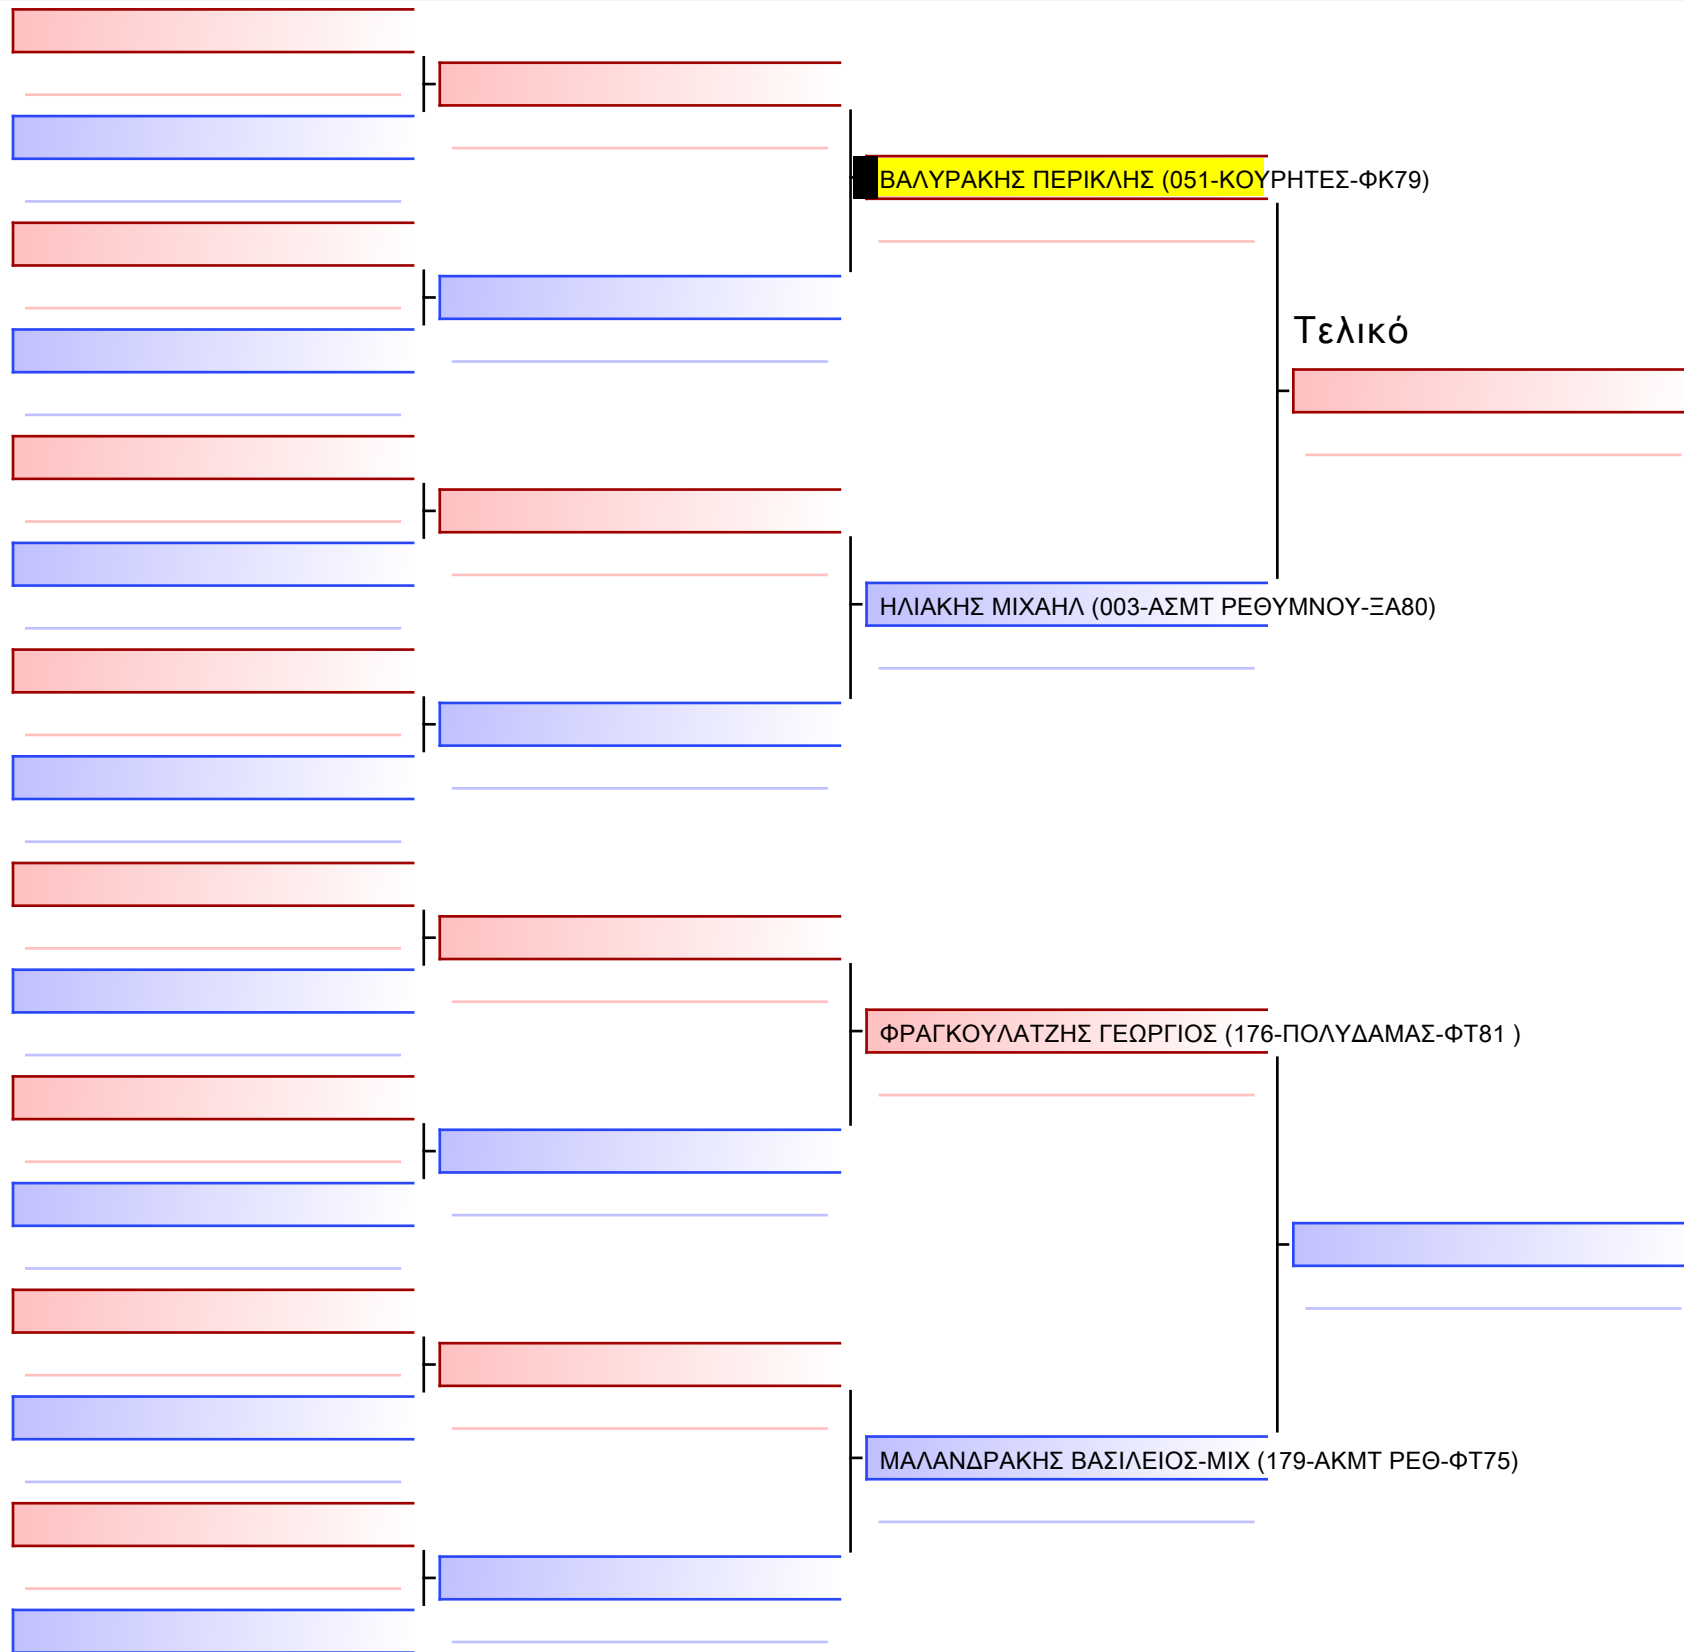 ΒΑΛΥΡΑΚΗΣ ΠΕΡΙΚΛΗΣ (051-ΚΟΥΡΗΤΕΣ-ΦΚ79)
Τελικό
ΗΛΙΑΚΗΣ ΜΙΧΑΗΛ (003-ΑΣΜΤ ΡΕΘΥΜΝΟΥ-ΞΑ80)
ΦΡΑΓΚΟΥΛΑΤΖΗΣ ΓΕΩΡΓΙΟΣ (176-ΠΟΛΥΔΑΜΑΣ-ΦΤ81 )
ΜΑΛΑΝΔΡΑΚΗΣ ΒΑΣΙΛΕΙΟΣ-ΜΙΧ (179-ΑΚΜΤ ΡΕΘ-ΦΤ75)